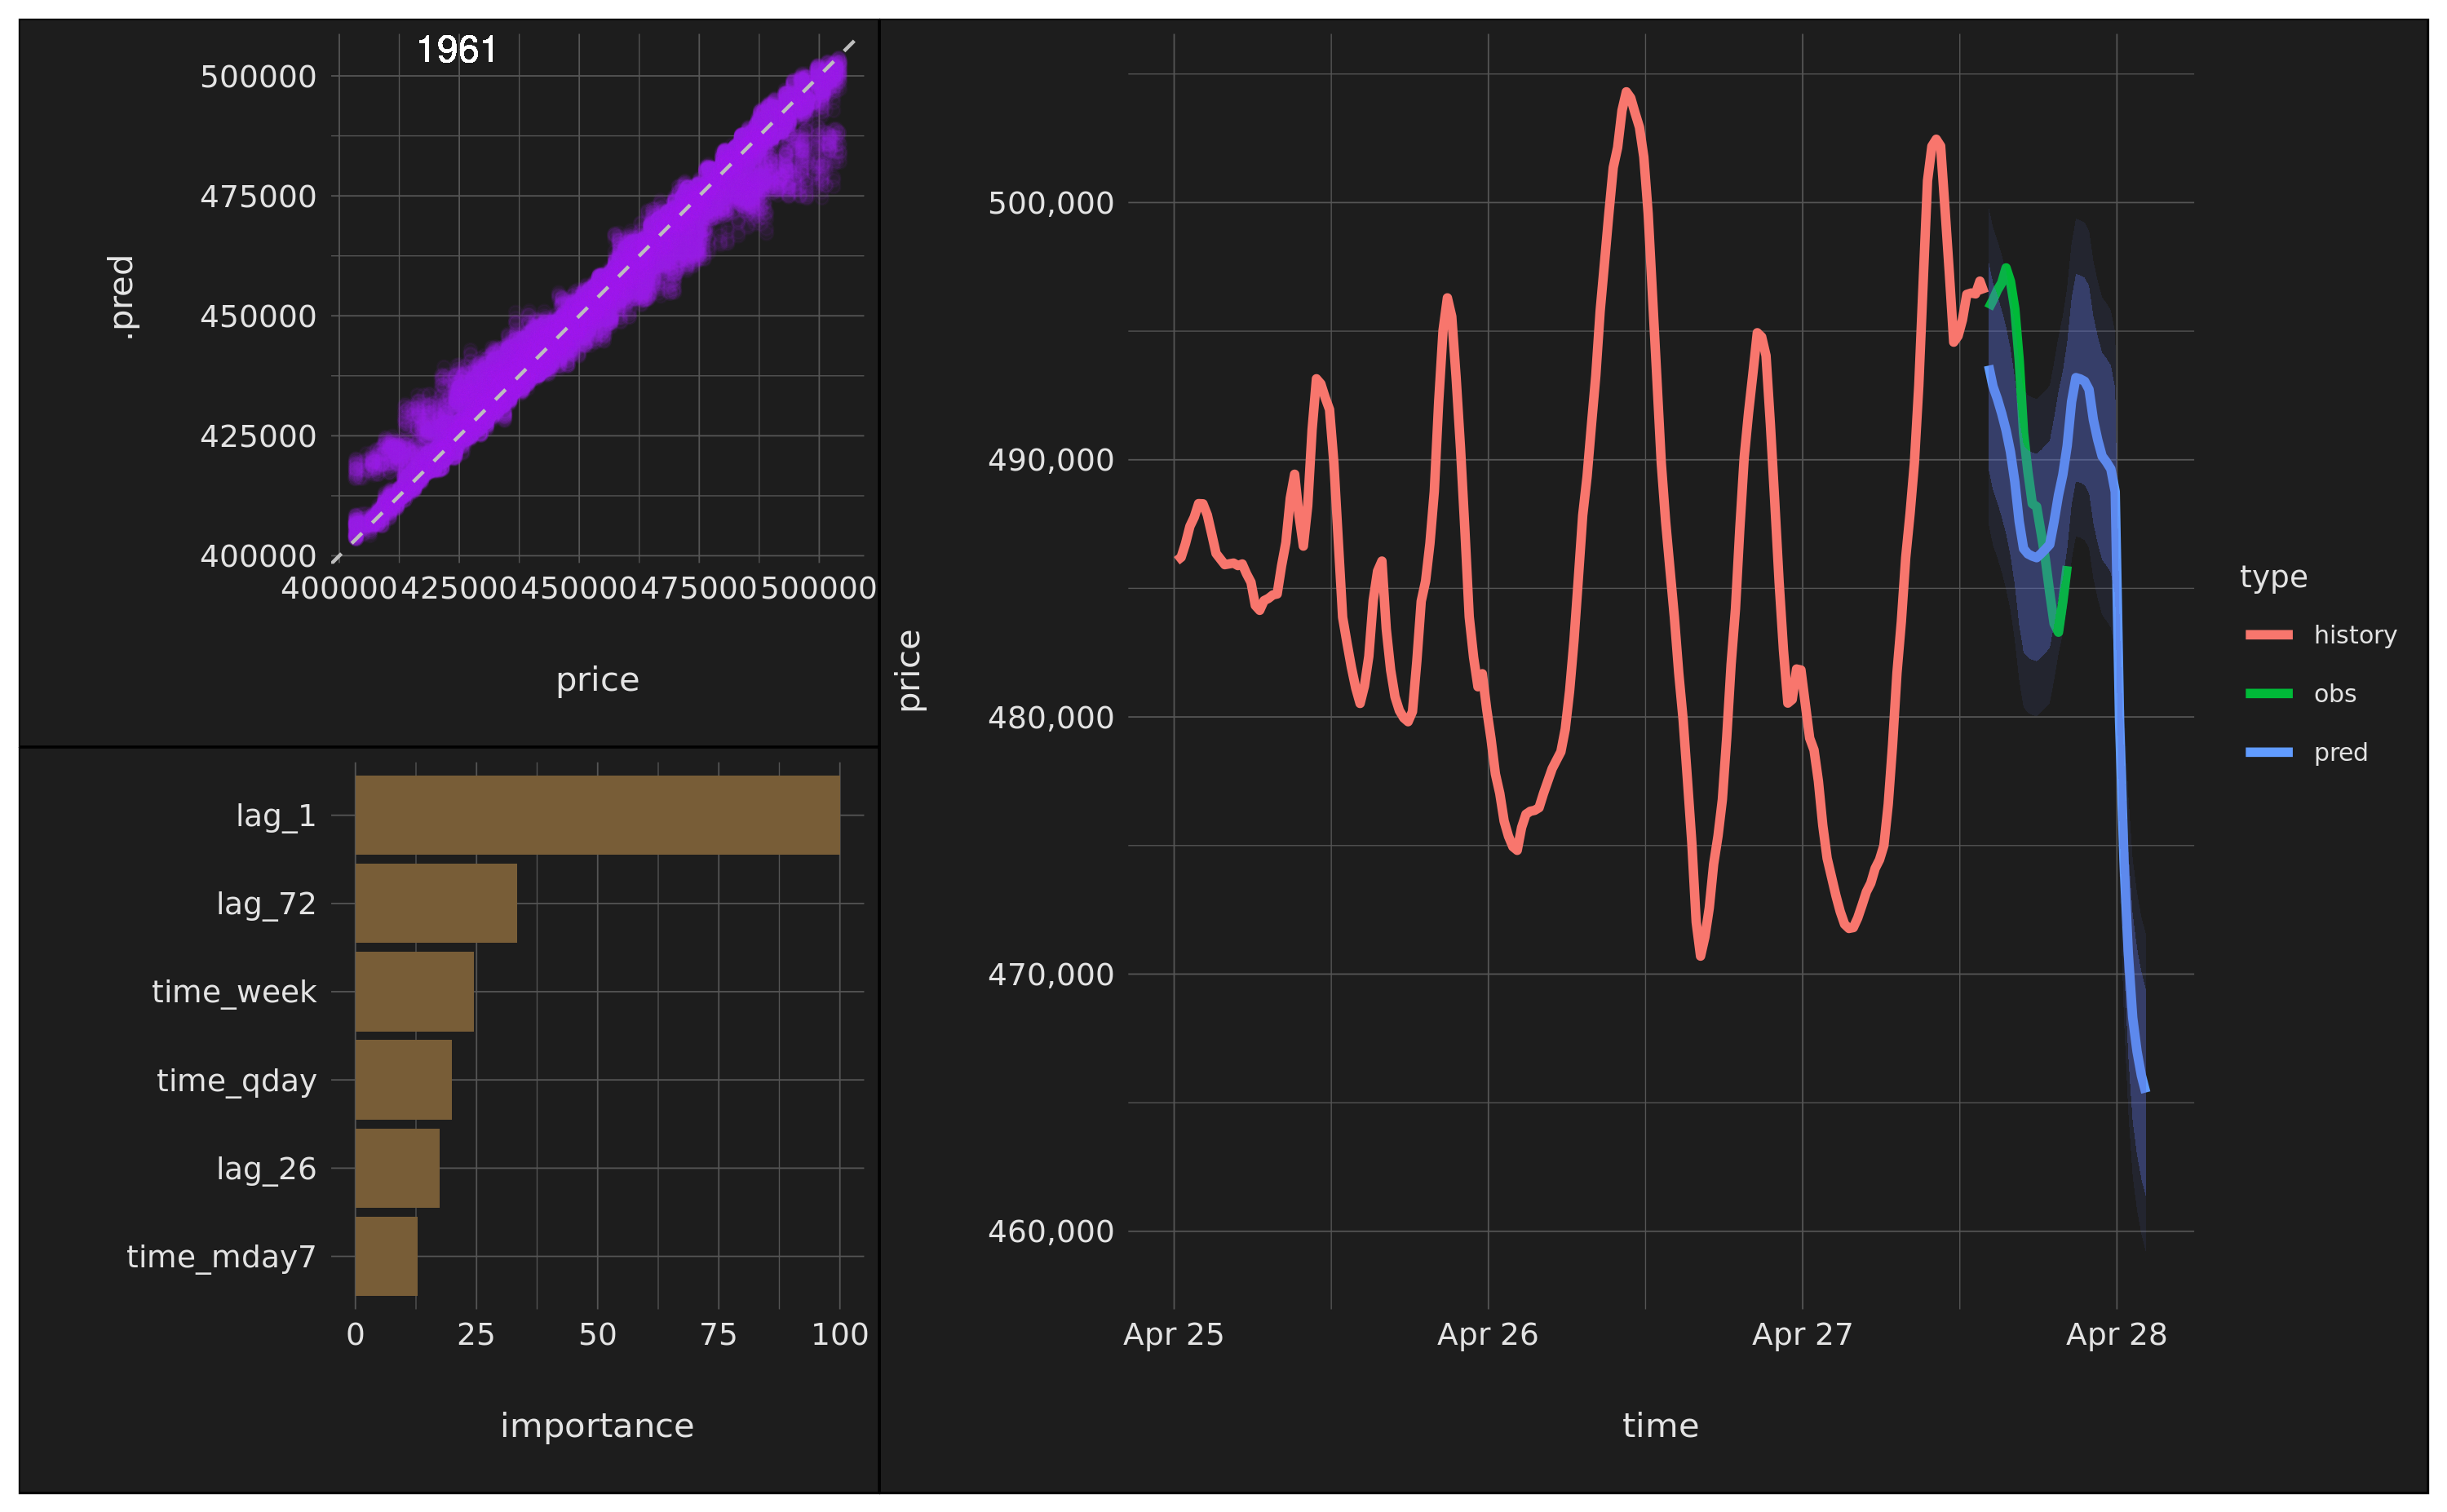 1961
500000
475000
450000
425000
400000
.pred
400000 425000 450000 475000 500000
price
lag_1
lag_72
time_week
time_qday
lag_26
time_mday7
0 25 50 75 100
importance
500,000
490,000
480,000
470,000
460,000
price
Apr 25 Apr 26 Apr 27 Apr 28
time
type
history
obs
pred